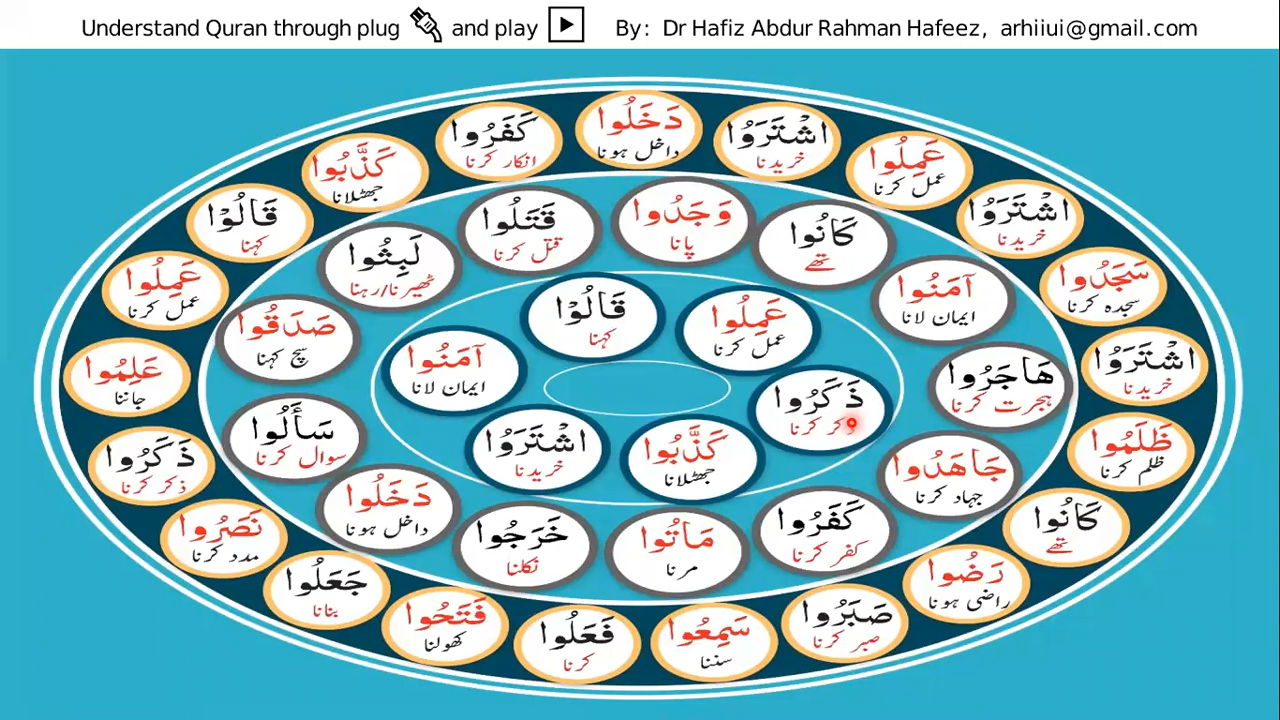 Understand Quran through plug and play By: Dr Hafiz Abdur Rahman Hafeez, arhiiui@gmail.com
دَخَلُوا
داخل ہونا
اشْتَرَوُا
خریدنا
عَمِلُوا
عمل کرنا
اشْتَرَوُا
خریدنا
سَجَدُوا
سجدہ کرنا
اشْتَرَوُا
خریدنا
ظَلَمُوا
ظلم کرنا
كَانُوا
تھے
رَضُوا
راضی ہونا
صَبَرُوا
صبر کرنا
سَمِعُوا
سننا
فَعَلُوا
کرنا
فَتَحُوا
کھولنا
جَعَلُوا
بنانا
نَصَرُوا
مدد کرنا
ذَكَرُوا
ذکر کرنا
عَلِمُوا
جاننا
عَمِلُوا
عمل کرنا
قَالُوْا
کہنا
كَذَّبُوا
جھٹلانا
كَفَرُوا
انکار کرنا
وَجَدُوا
پانا
كَانُوا
تھے
آمَنُوا
ایمان لانا
هَاجَرُوا
ہجرت کرنا
جَاهَدُوا
جہاد کرنا
كَفَرُوا
کفر کرنا
مَاتُوا
مرنا
خَرَجُوا
نکلنا
دَخَلُوا
داخل ہونا
سَأَلُوا
سوال کرنا
صَدَقُوا
سچ کہنا
لَبِثُوا
ٹھیرنا/رہنا
قَتَلُوا
قتل کرنا
قَالُوْا
کہنا
عَمِلُوا
عمل کرنا
ذَكَرُوا
ذکر کرنا
كَذَّبُوا
جھٹلانا
اشْتَرَوُا
خریدنا
آمَنُوا
ایمان لانا